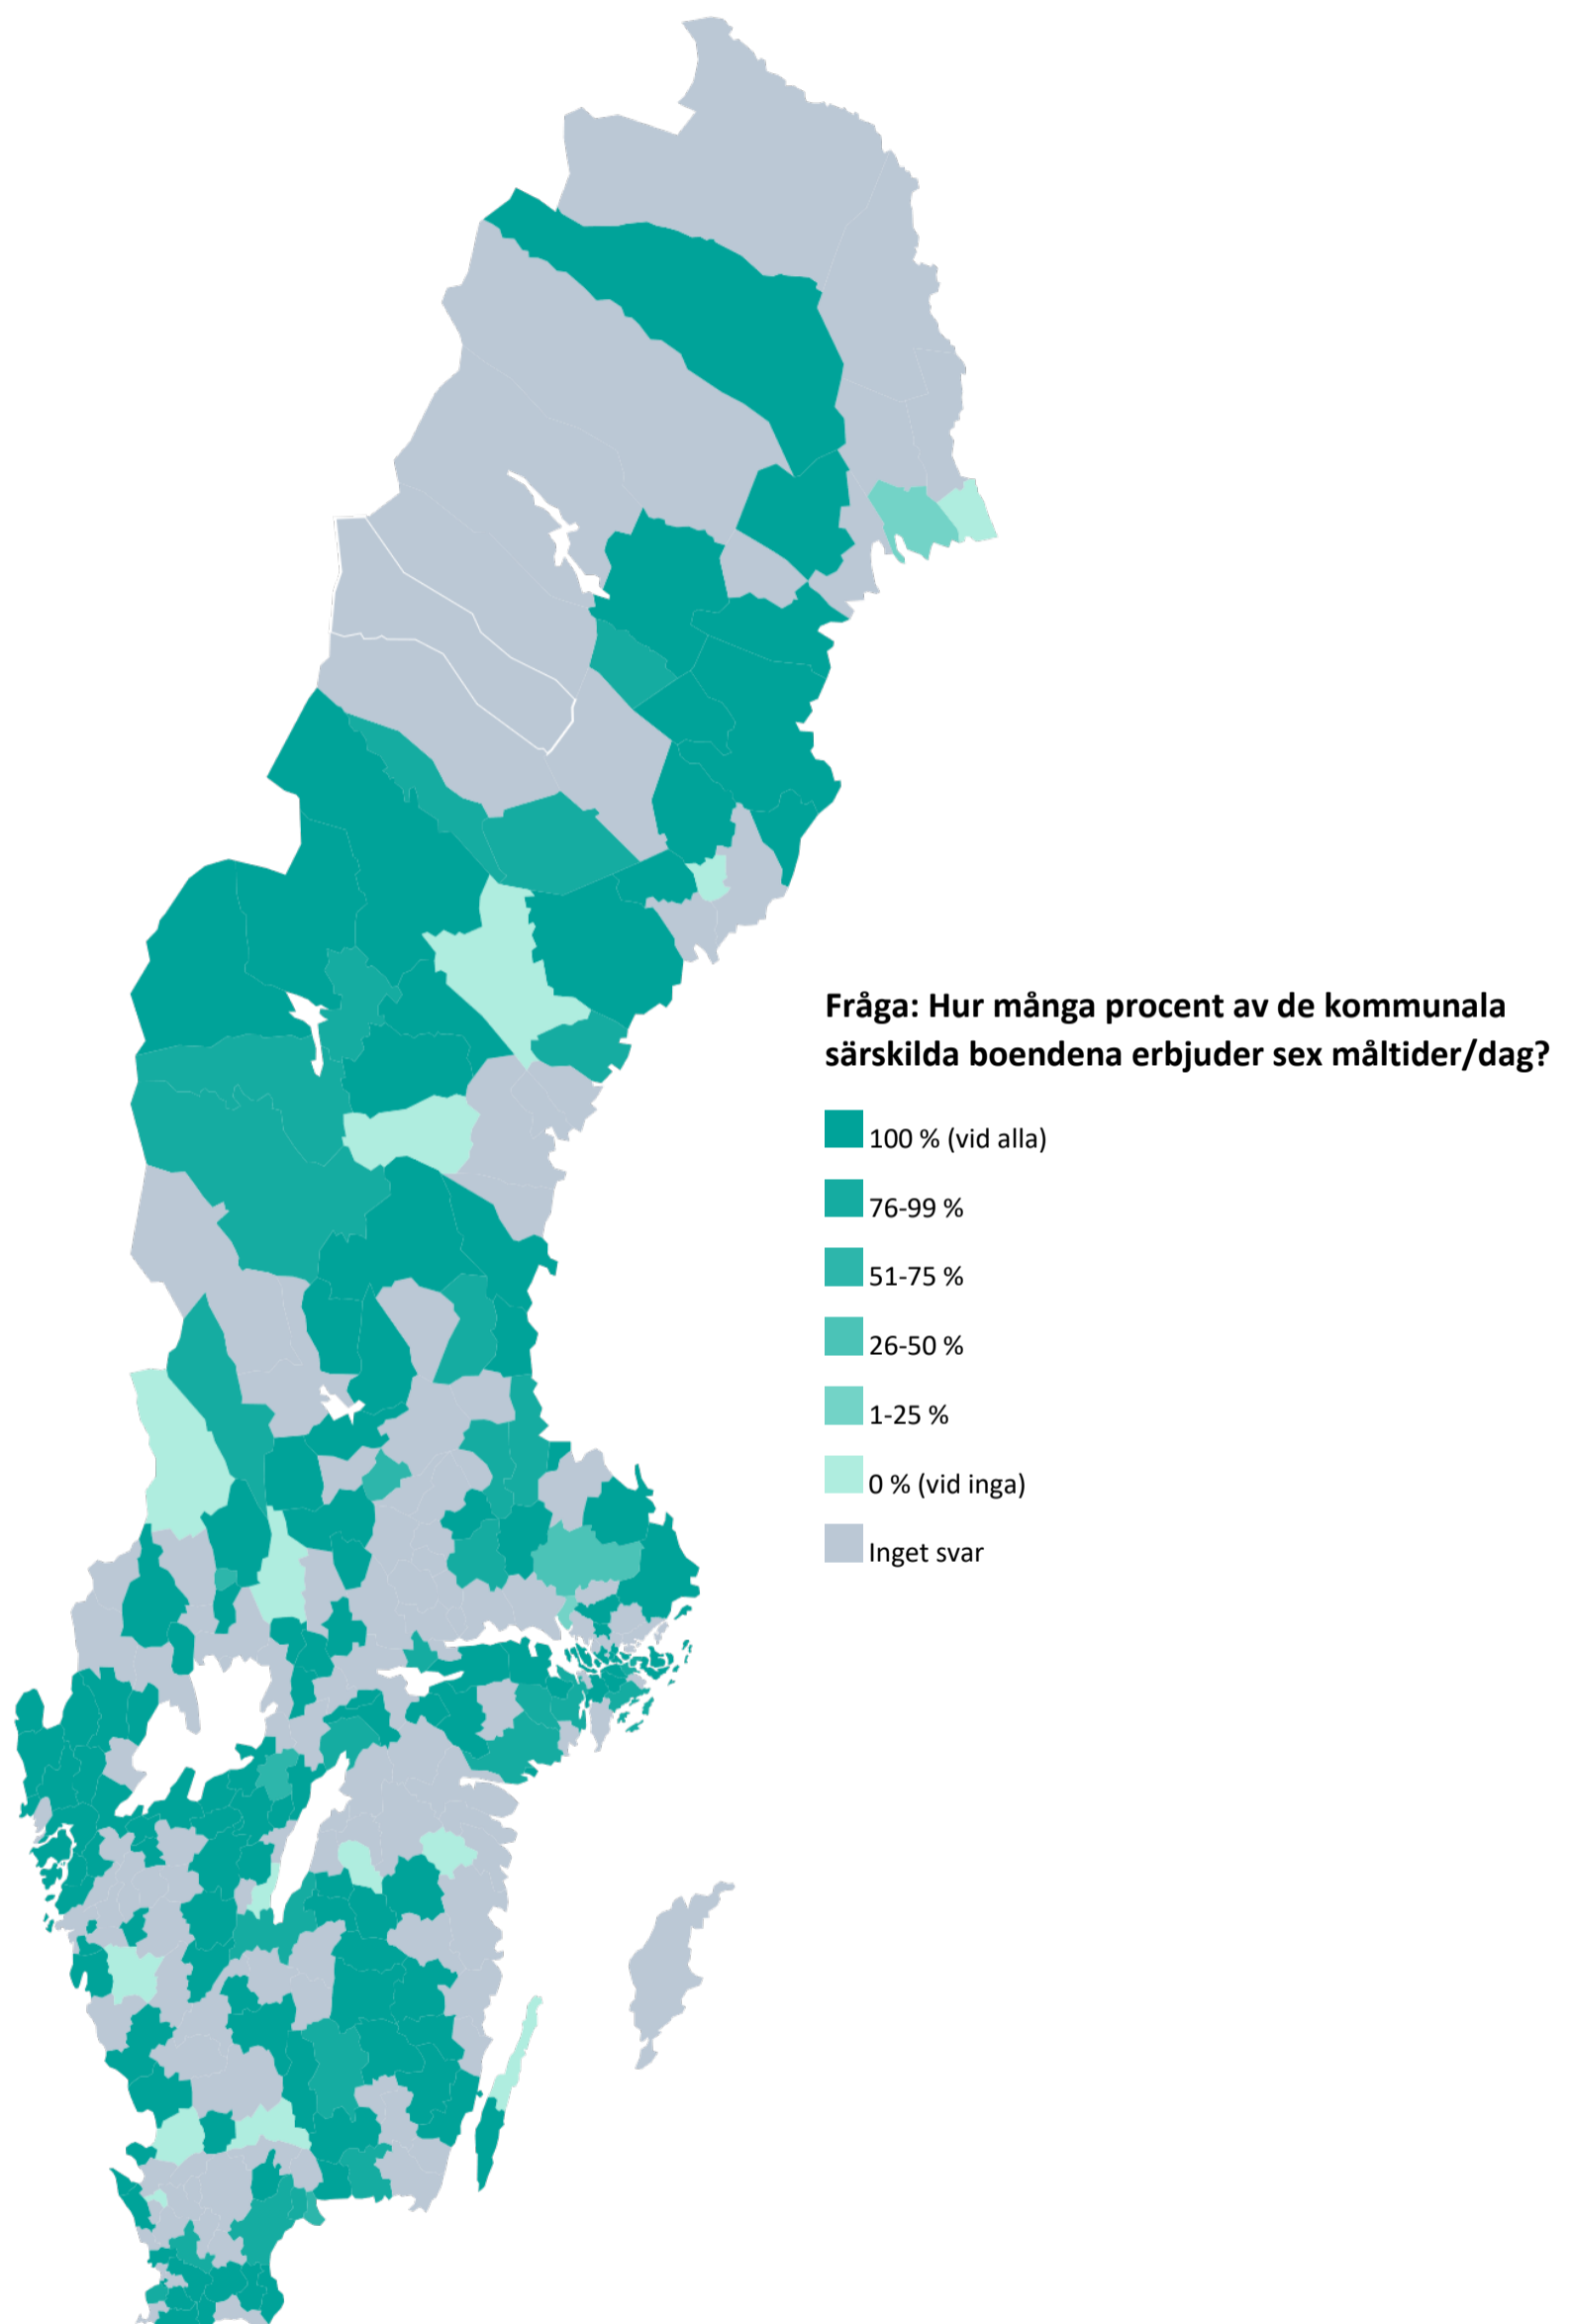 Fråga: Hur många procent av de kommunala
särskilda boendena erbjuder sex måltider/dag?
100 % (vid alla)
76-99 %
51-75 %
26-50 %
1-25 %
0 % (vid inga)
Inget svar